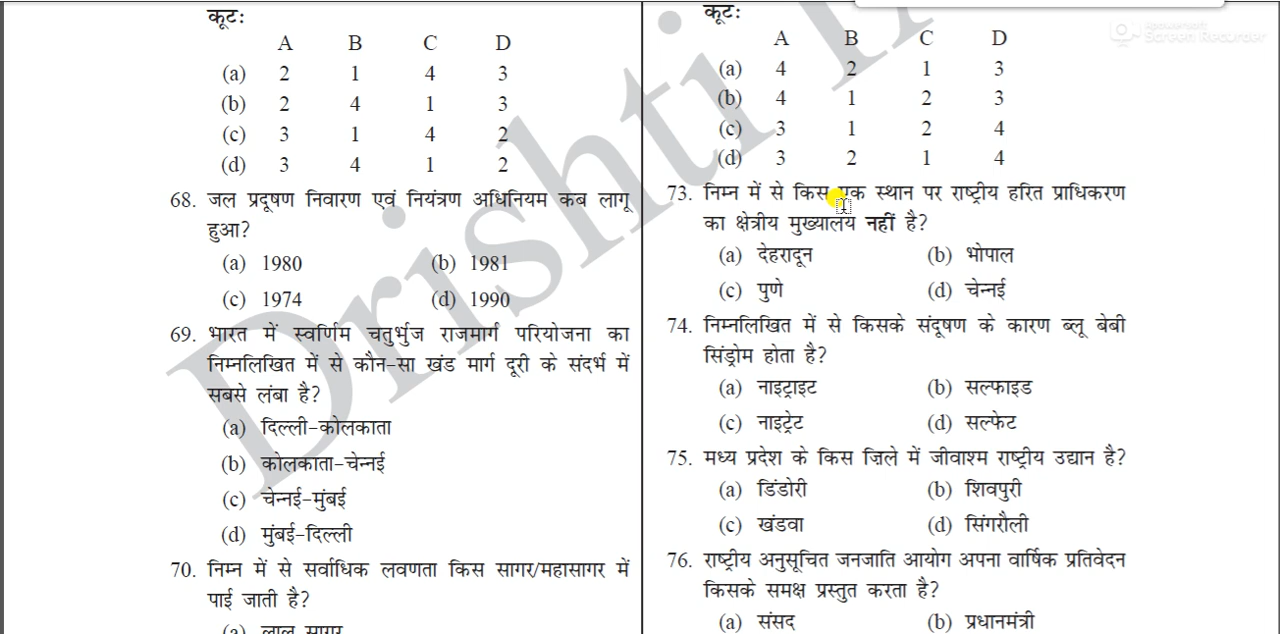 कूटः
A B C D
(a) 2 1 4 3
(b) 2 4 1 3
(c) 3 1 4 2
(d) 3 4 1 2
68. जल प्रदूषण निवारण एवं नियंत्रण अधिनियम कब लागू
हुआ?
(a) 1980 (b) 1981
(c) 1974 (d) 1990
69. भारत में स्वर्णिम चतुर्भुज राजमार्ग परियोजना का
निम्नलिखित में से कौन-सा खंड मार्ग दूरी के संदर्भ में
सबसे लंबा है?
(a) दिल्ली-कोलकाता
(b) कोलकाता-चेन्नई
(c) चेन्नई-मुंबई
(d) मुंबई-दिल्ली
70. निम्न में से सर्वाधिक लवणता किस सागर/महासागर में
पाई जाती है?
(a) लाल सागर
कूटः
A B C D
(a) 4 2 1 3
(b) 4 1 2 3
(c) 3 1 2 4
(d) 3 2 1 4
73. निम्न में से किस एक स्थान पर राष्ट्रीय हरित प्राधिकरण
का क्षेत्रीय मुख्यालय नहीं है?
(a) देहरादून (b) भोपाल
(c) पुणे (d) चेन्नई
74. निम्नलिखित में से किसके संदूषण के कारण ब्लू बेबी
सिंड्रोम होता है?
(a) नाइट्राइट (b) सल्फाइड
(c) नाइट्रेट (d) सल्फेट
75. मध्य प्रदेश के किस ज़िले में जीवाश्म राष्ट्रीय उद्यान है?
(a) डिंडोरी (b) शिवपुरी
(c) खंडवा (d) सिंगरौली
76. राष्ट्रीय अनुसूचित जनजाति आयोग अपना वार्षिक प्रतिवेदन
किसके समक्ष प्रस्तुत करता है?
(a) संसद (b) प्रधानमंत्री
Drishti
Apowersoft
Screen Recorder